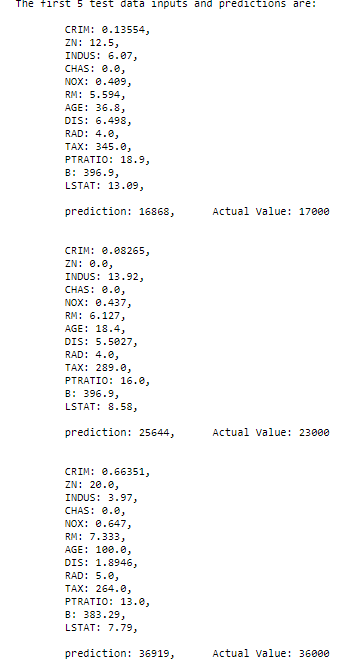 The first 5 test data inputs and predictions are:
CRIM: 0.13554,
ZN: 12.5,
INDUS: 6.07,
CHAS: 0.0,
NOX: 0.409,
RM: 5.594,
AGE: 36.8,
DIS: 6.498,
RAD: 4.0,
TAX: 345.0,
PTRATIO: 18.9,
B: 396.9,
LSTAT: 13.09,
prediction: 16868, Actual Value: 17000
CRIM: 0.08265,
ZN: 0.0,
INDUS: 13.92,
CHAS: 0.0,
NOX: 0.437,
RM: 6.127,
AGE: 18.4,
DIS: 5.5027,
RAD: 4.0,
TAX: 289.0,
PTRATIO: 16.0,
B: 396.9,
LSTAT: 8.58,
prediction: 25644, Actual Value: 23000
CRIM: 0.66351,
ZN: 20.0,
INDUS: 3.97,
CHAS: 0.0,
NOX: 0.647,
RM: 7.333,
AGE: 100.0,
DIS: 1.8946,
RAD: 5.0,
TAX: 264.0,
PTRATIO: 13.0,
B: 383.29,
LSTAT: 7.79,
prediction: 36919, Actual Value: 36000